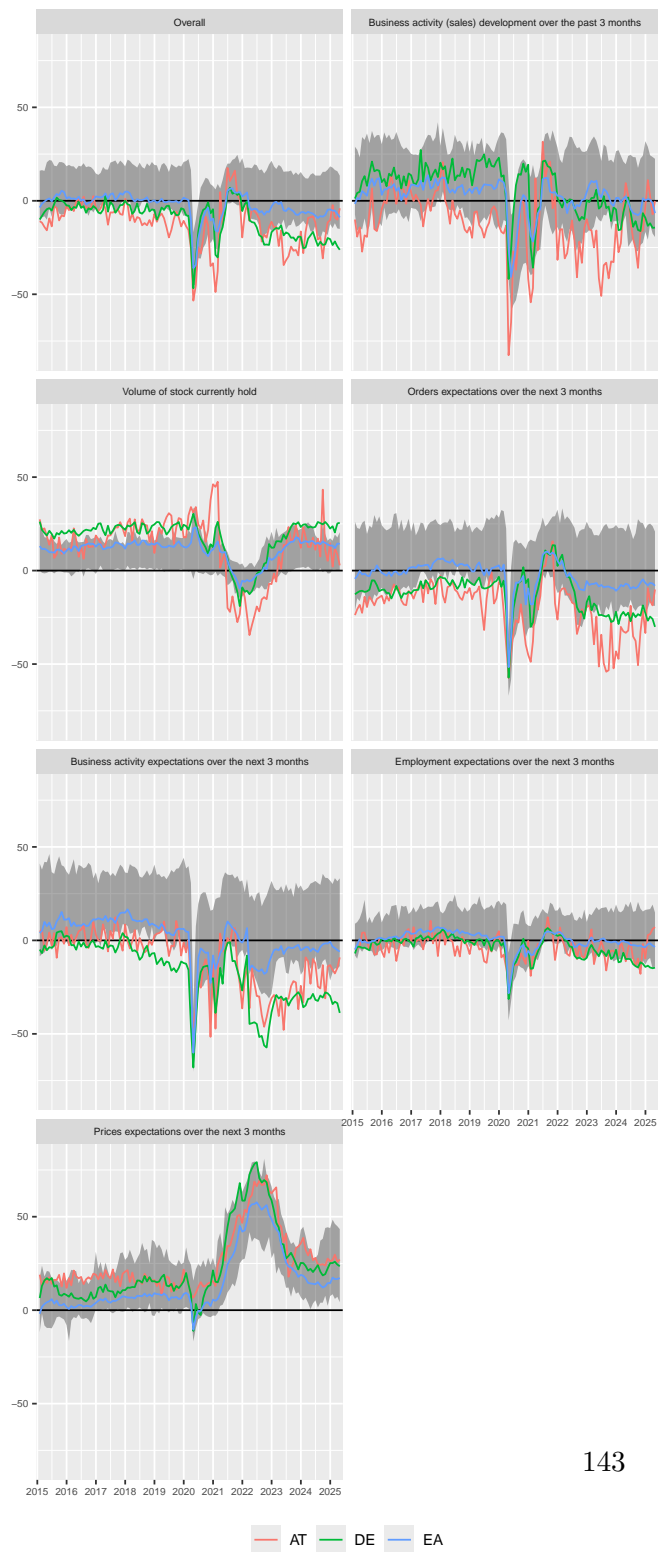 Overall
Business activity (sales) development over the past 3 months
50
0
−50
Volume of stock currently hold
Orders expectations over the next 3 months
50
0
−50
Business activity expectations over the next 3 months
Employment expectations over the next 3 months
50
0
−50
2015 2016 2017 2018 2019 2020 2021 2022 2023 2024 2025
Prices expectations over the next 3 months
50
0
−50
2015 2016 2017 2018 2019 2020 2021 2022 2023 2024 2025
143
AT DE EA